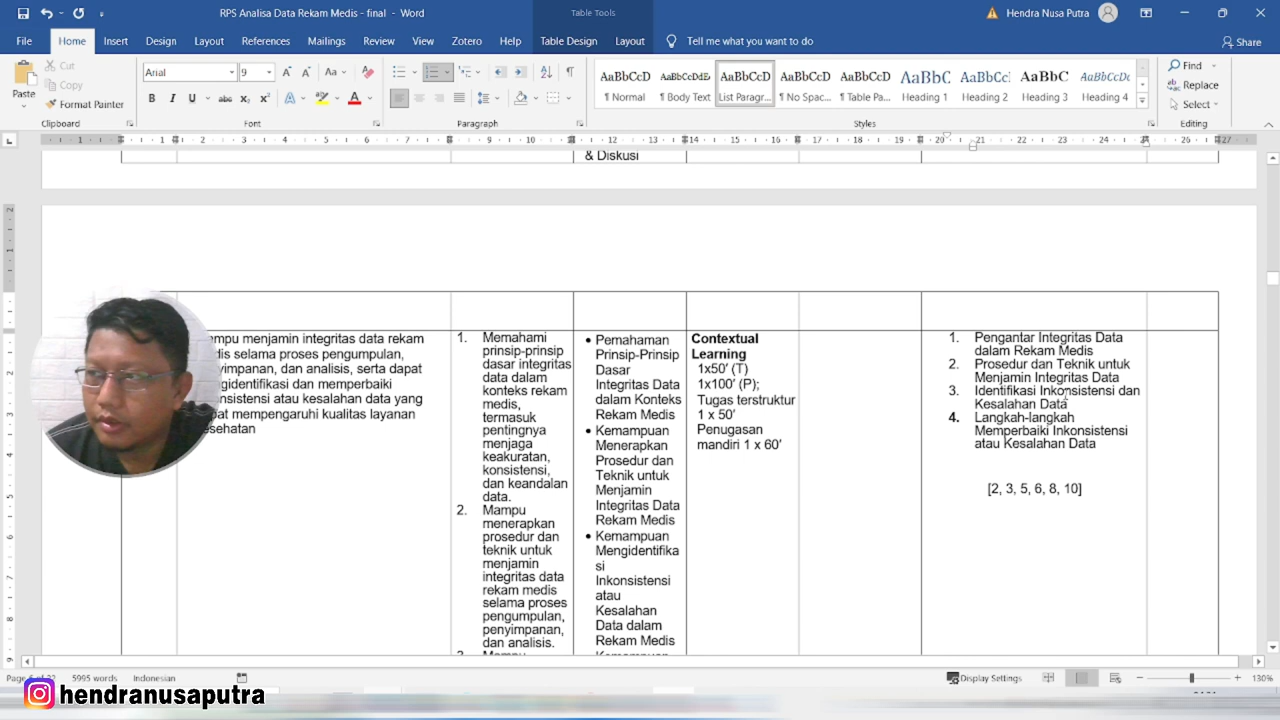 RPS Analisa Data Rekam Medis - final - Word
Table Tools
Hendra Nusa Putra
File Home Insert Design Layout References Mailings Review View Zotero Help Table Design Layout Tell me what you want to do Share
Paste
Cut
Copy
Format Painter
Clipboard
Arial 9
Font
Paragraph
AaBbCcD AaBbCcDdE AaBbCcD AaBbCcD AaBbCcD AaBbC AaBbCc AaBbC AaBbCcDc
¶ Normal ¶ Body Text List Paragr... ¶ No Spac... ¶ Table Pa... Heading 1 Heading 2 Heading 3 Heading 4
Styles
Find
Replace
Select
Editing
& Diskusi
menjamin integritas data rekam
selama proses pengumpulan,
dan analisis, serta dapat
dan memperbaiki
atau kesalahan data yang
mempengaruhi kualitas layanan
1. Memahami
prinsip-prinsip
dasar integritas
data dalam
konteks rekam
medis,
termasuk
pentingnya
menjaga
keakuratan,
konsistensi,
dan keandalan
data.
2. Mampu
menerapkan
prosedur dan
teknik untuk
menjamin
integritas data
rekam medis
selama proses
pengumpulan,
penyimpanan,
dan analisis.
3. Mampu
• Pemahaman
Prinsip-Prinsip
Dasar
Integritas Data
dalam Konteks
Rekam Medis
• Kemampuan
Menerapkan
Prosedur dan
Teknik untuk
Menjamin
Integritas Data
Rekam Medis
• Kemampuan
Mengidentifika
si
Inkonsistensi
atau
Kesalahan
Data dalam
Rekam Medis
Kemampuan
Contextual
Learning
1x50' (T)
1x100' (P);
Tugas terstruktur
1 x 50'
Penugasan
mandiri 1 x 60'
1. Pengantar Integritas Data
dalam Rekam Medis
2. Prosedur dan Teknik untuk
Menjamin Integritas Data
3. Identifikasi Inkonsistensi dan
Kesalahan Data
4. Langkah-langkah
Memperbaiki Inkonsistensi
atau Kesalahan Data
[2, 3, 5, 6, 8, 10]
5995 words Indonesian Display Settings 130%
hendranusaputra